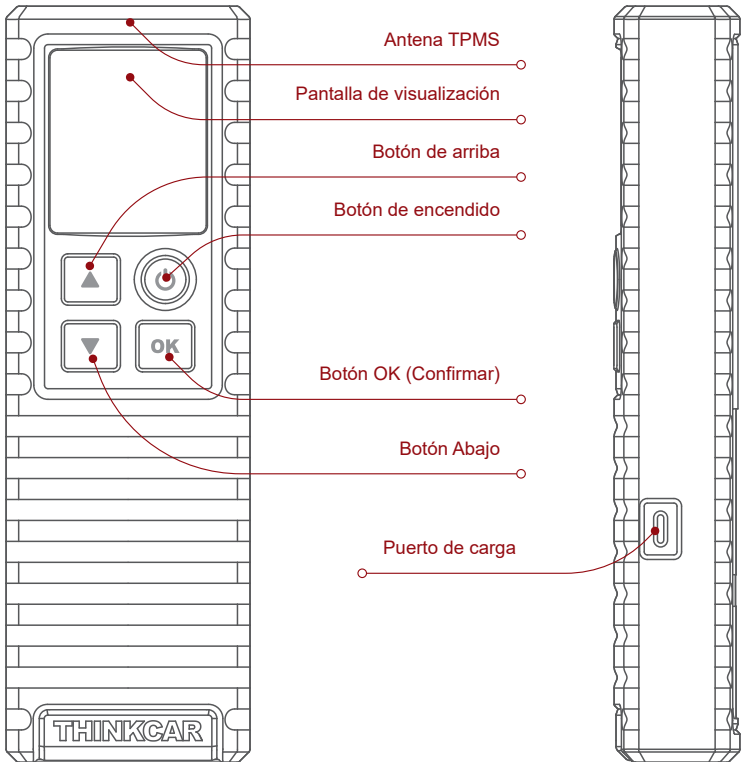 Antena TPMS
Pantalla de visualización
Botón de arriba
Botón de encendido
OK
Botón OK (Confirmar)
Botón Abajo
Puerto de carga
THINKCAR